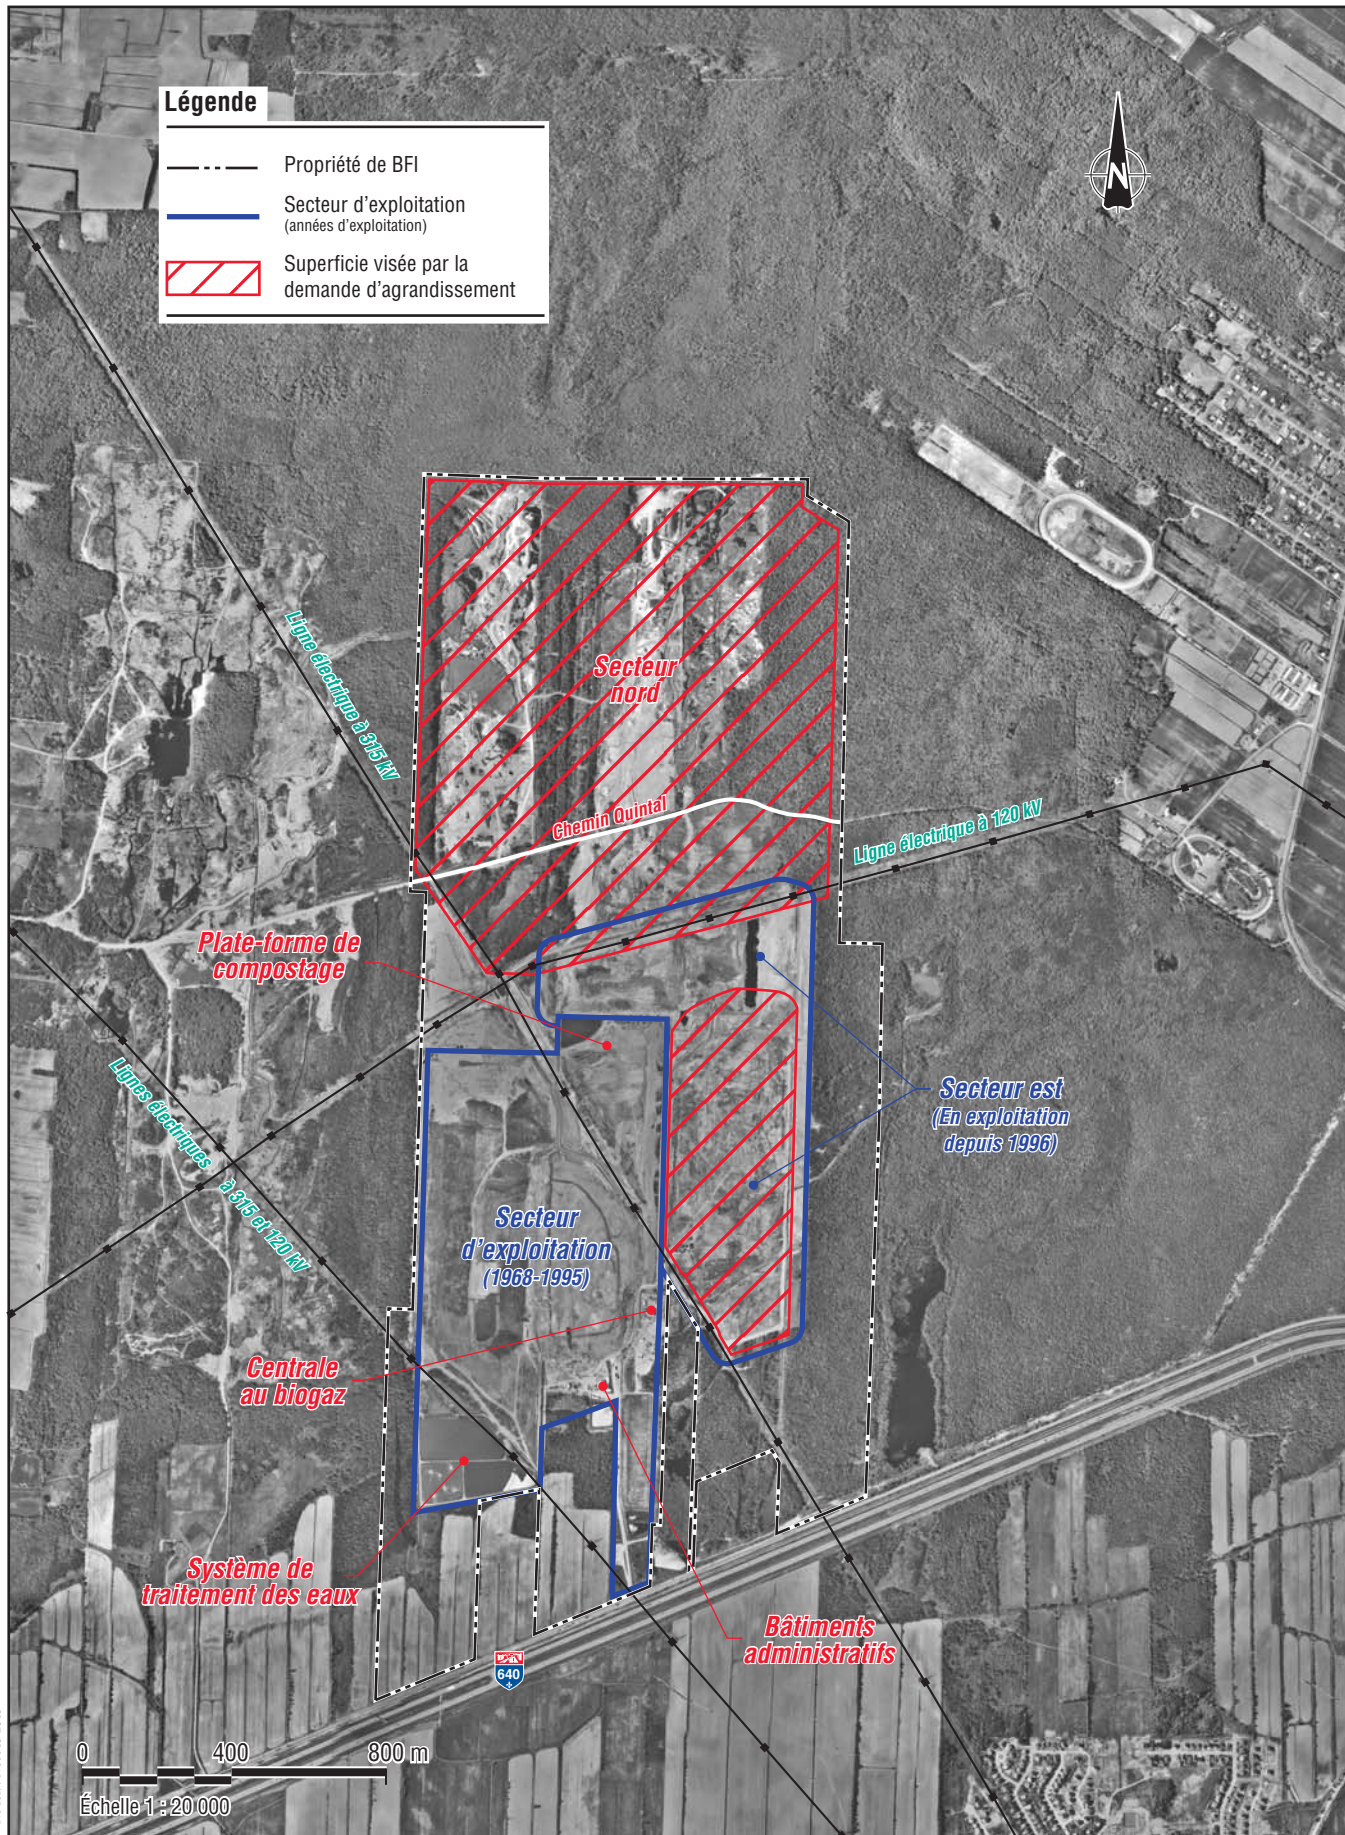 Légende
Propriété de BFI
Secteur d'exploitation
(années d'exploitation)
Superficie visée par la
demande d'agrandissement
N
Ligne électrique à 315 kV
Secteur
nord
Chemin Quintal
Ligne électrique à 120 kV
Plate-forme de
compostage
Lignes électriques
à 315 et 120 kV
Secteur est
(En exploitation
depuis 1996)
Secteur
d'exploitation
(1968-1995)
Centrale
au biogaz
Système de
traitement des eaux
Bâtiments
administratifs
640
0 400 800 m
Échelle 1 : 20 000